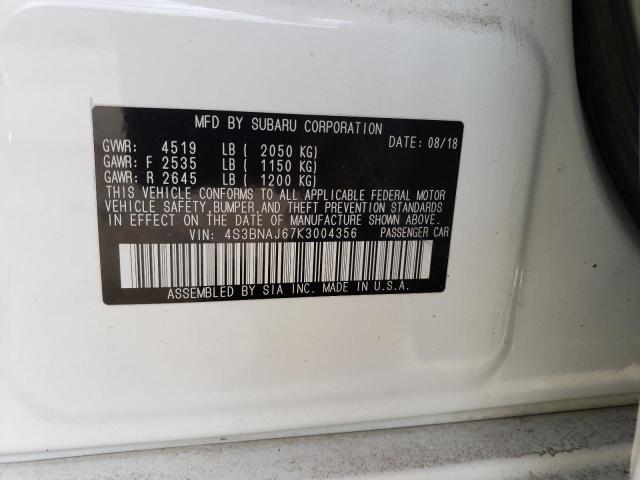 MFD BY SUBARU CORPORATION
DATE: 08/18
GVWR: 4519 LB ( 2050 KG)
GAWR: F 2535 LB ( 1150 KG)
GAWR: R 2645 LB ( 1200 KG)
THIS VEHICLE CONFORMS TO ALL APPLICABLE FEDERAL MOTOR
VEHICLE SAFETY, BUMPER, AND THEFT PREVENTION STANDARDS
IN EFFECT ON THE DATE OF MANUFACTURE SHOWN ABOVE.
VIN: 4S3BNAJ67K3004356 PASSENGER CAR
ASSEMBLED BY SIA INC. MADE IN U.S.A.